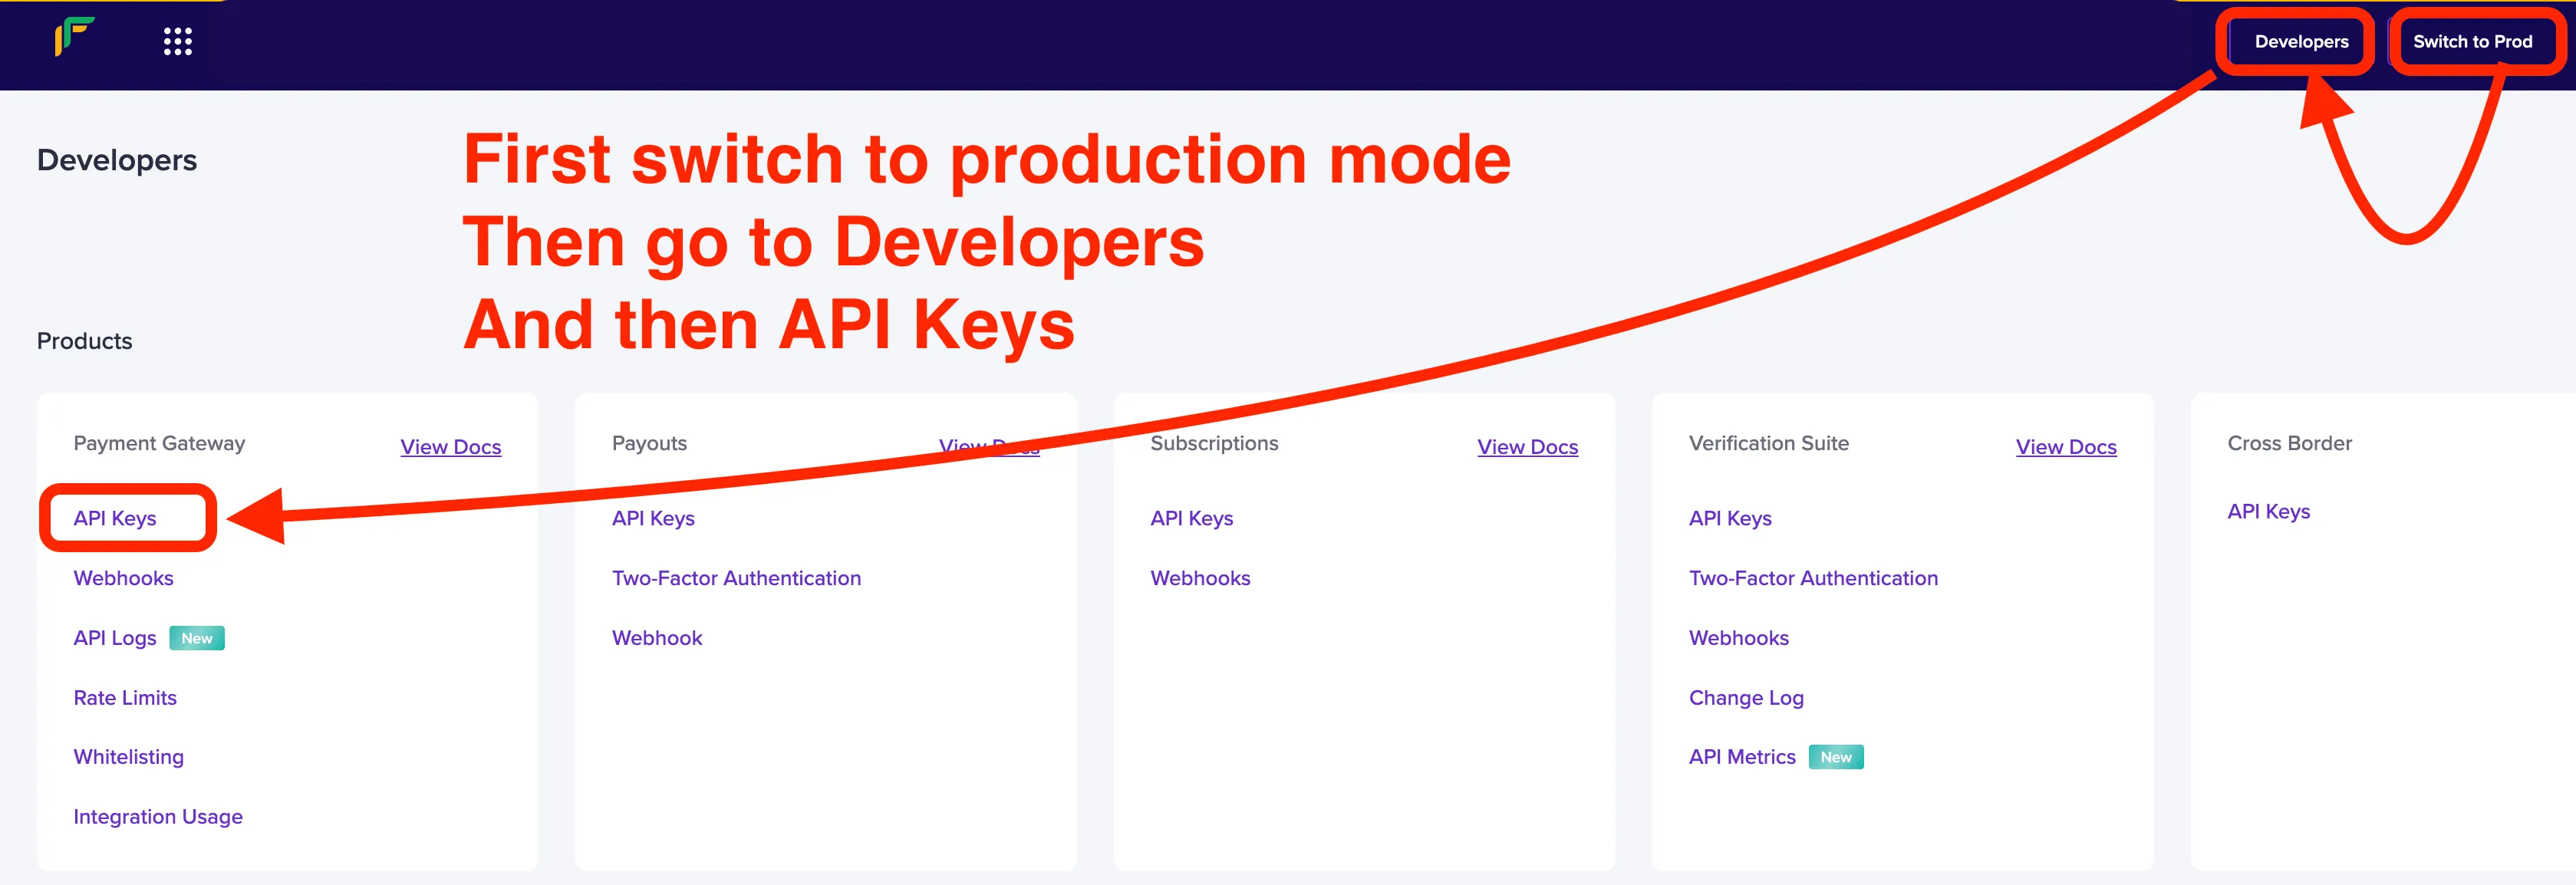 Developers
Switch to Prod
Developers
First switch to production mode
Then go to Developers
And then API Keys
Products
Payment Gateway
View Docs
API Keys
Webhooks
API Logs New
Rate Limits
Whitelisting
Integration Usage
Payouts
View Docs
API Keys
Two-Factor Authentication
Webhook
Subscriptions
View Docs
API Keys
Webhooks
Verification Suite
View Docs
API Keys
Two-Factor Authentication
Webhooks
Change Log
API Metrics New
Cross Border
API Keys